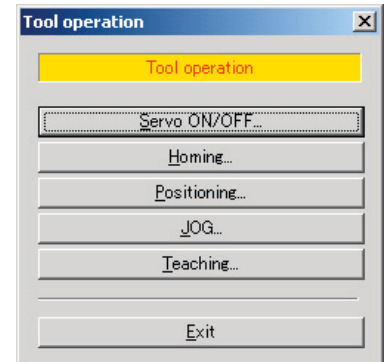 Tool operation
Tool operation
Servo ON/OFF...
Homing...
Positioning...
JOG...
Teaching...
Exit